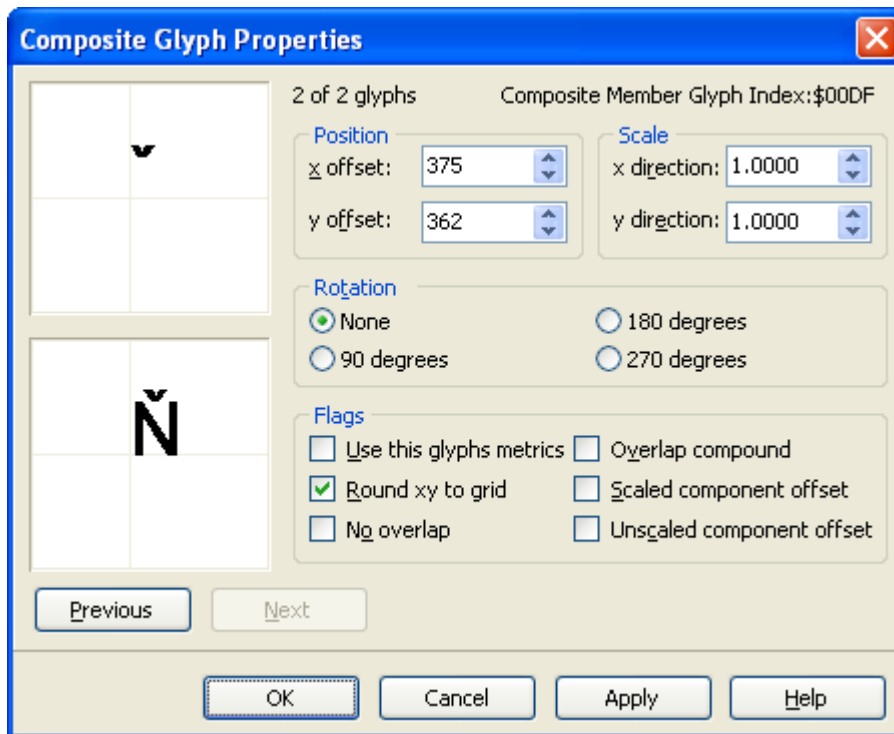 Composite Glyph Properties
2 of 2 glyphs Composite Member Glyph Index:$00DF
Position
x offset: 375
y offset: 362
Scale
x direction: 1.0000
y direction: 1.0000
ˇ
Rotation
None 180 degrees
90 degrees 270 degrees
Ň
Flags
Use this glyphs metrics Overlap compound
Round xy to grid Scaled component offset
No overlap Unscaled component offset
Previous Next
OK Cancel Apply Help